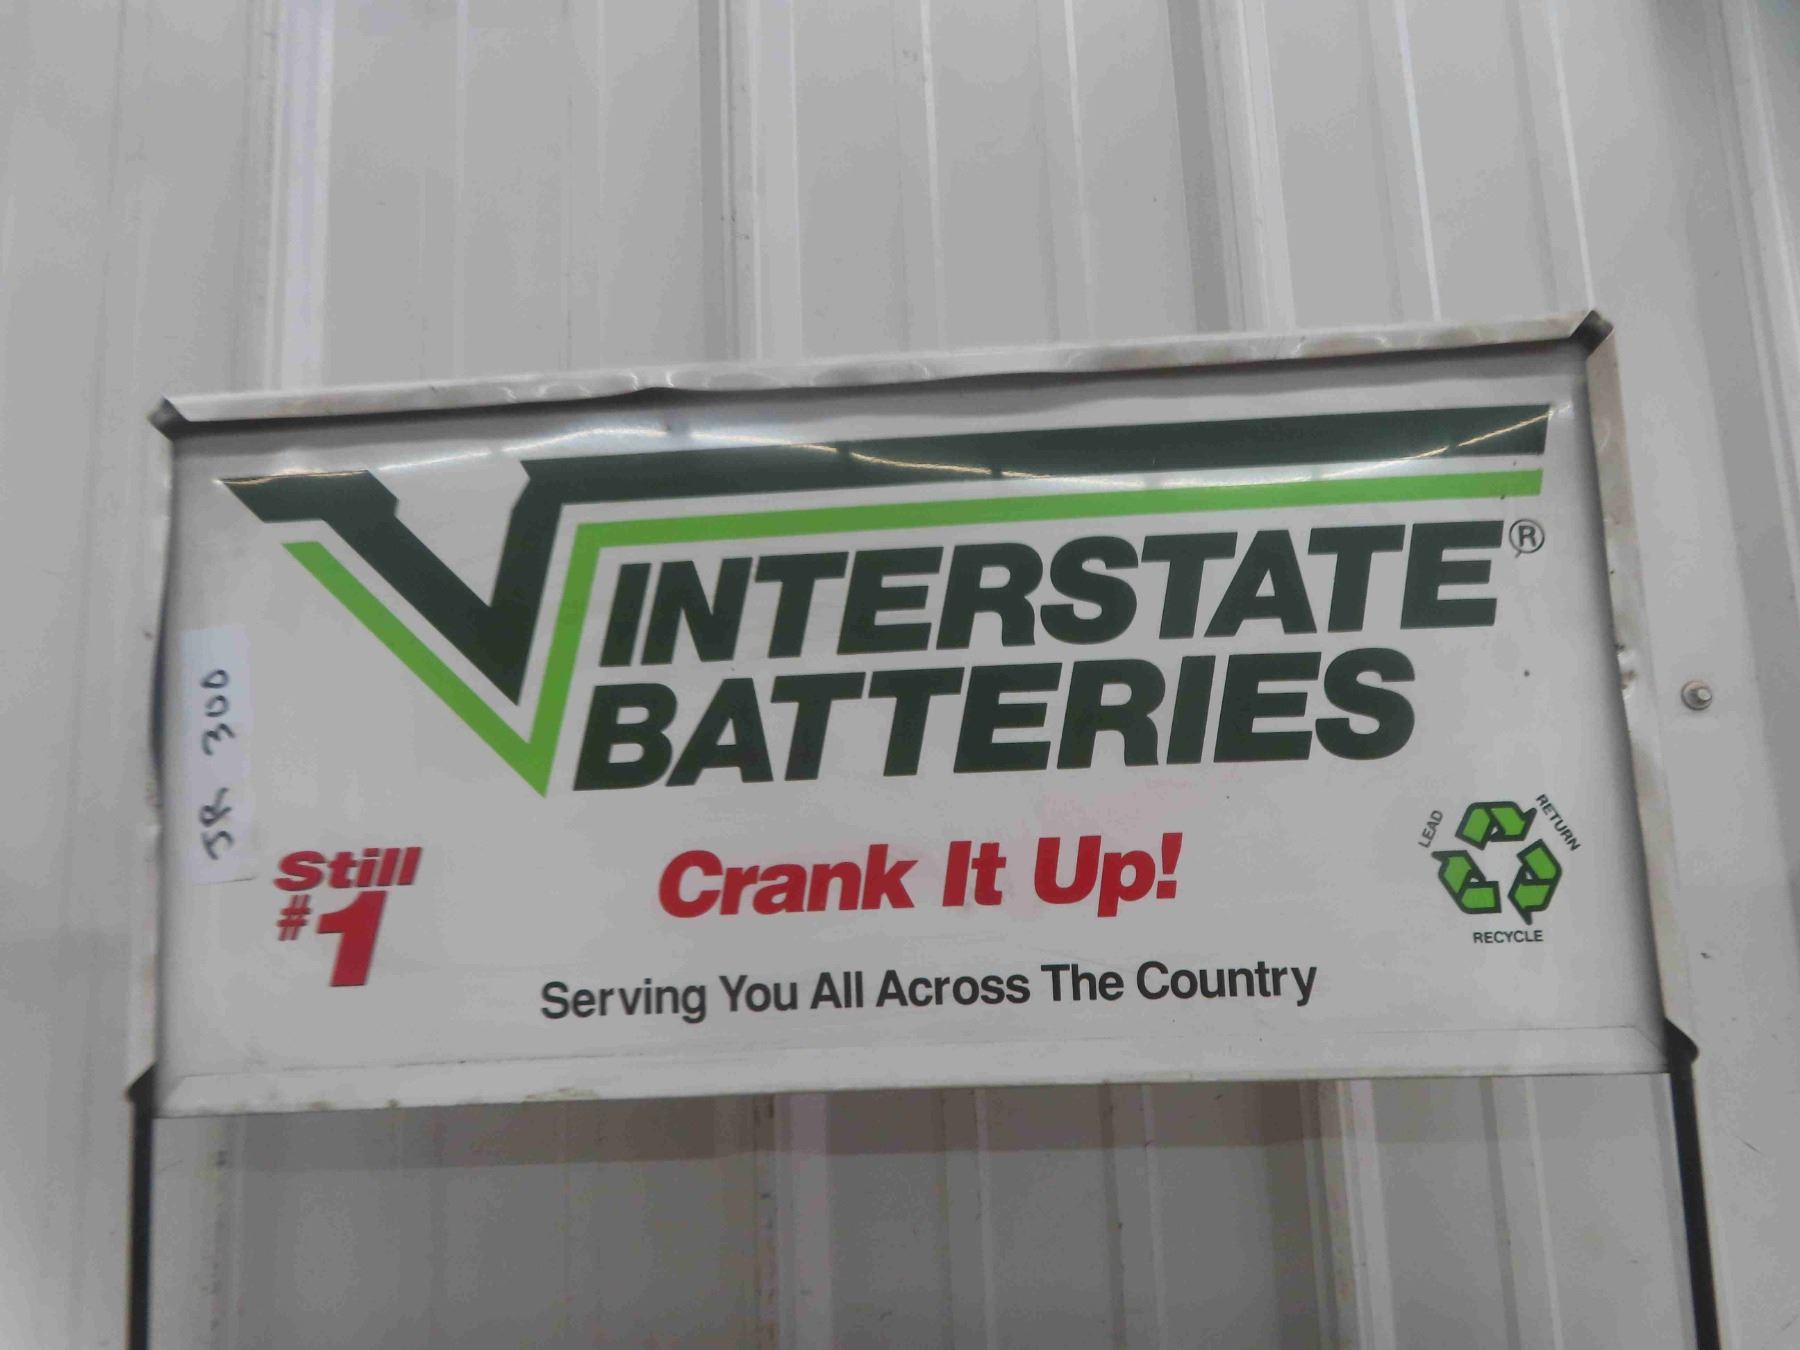 INTERSTATE®
BATTERIES
JR 300
Still
#1
Crank It Up!
Serving You All Across The Country
LEAD
RETURN
RECYCLE